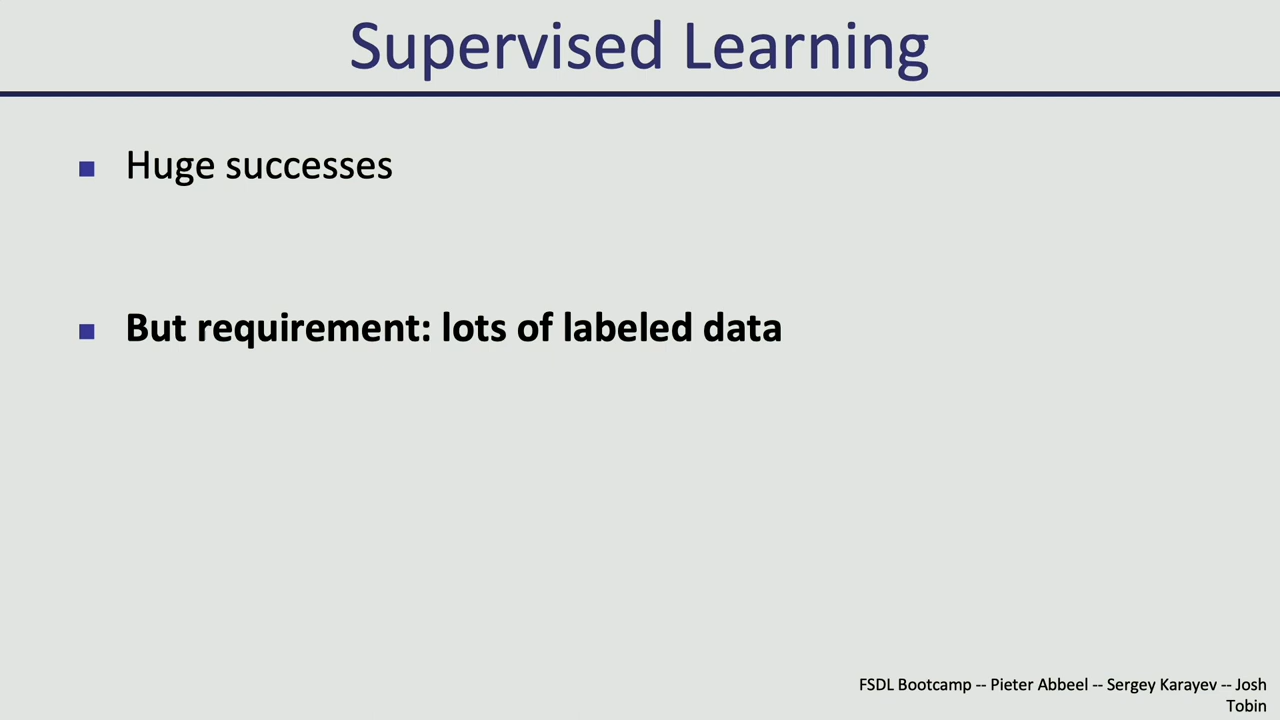 Supervised Learning
Huge successes
But requirement: lots of labeled data
FSDL Bootcamp -- Pieter Abbeel -- Sergey Karayev -- Josh
Tobin